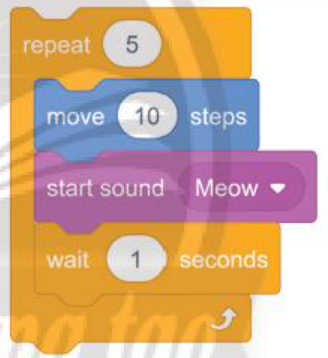 repeat 5
move 10 steps
start sound Meow
wait 1 seconds